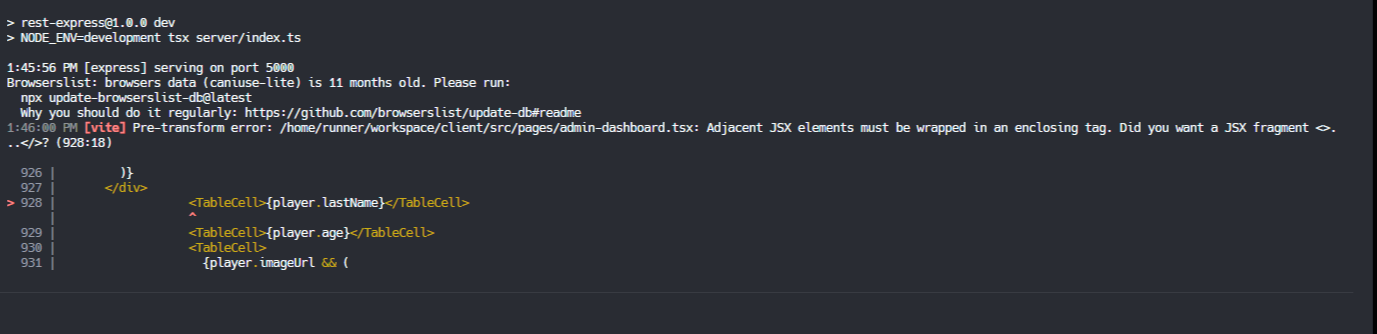 > rest-express@1.0.0 dev
> NODE_ENV=development tsx server/index.ts
1:45:56 PM [express] serving on port 5000
Browserslist: browsers data (caniuse-lite) is 11 months old. Please run:
  npx update-browserslist-db@latest
  Why you should do it regularly: https://github.com/browserslist/update-db#readme
1:46:00 PM [vite] Pre-transform error: /home/runner/workspace/client/src/pages/admin-dashboard.tsx: Adjacent JSX elements must be wrapped in an enclosing tag. Did you want a JSX fragment <>.
..</>? (928:18)
  926 |         )}
  927 |       </div>
> 928 |                   <TableCell>{player.lastName}</TableCell>
      |                   ^
  929 |                   <TableCell>{player.age}</TableCell>
  930 |                   <TableCell>
  931 |                     {player.imageUrl && (